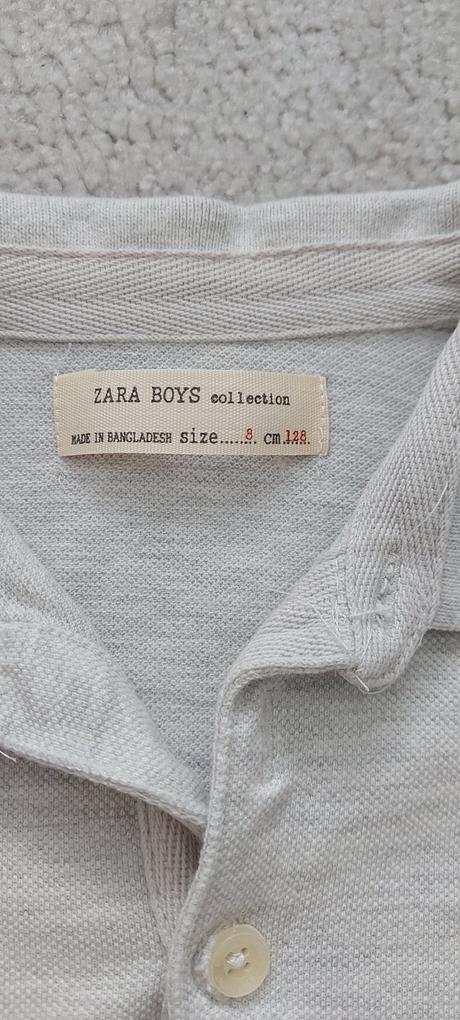 ZARA BOYS collection
MADE IN BANGLADESH size.......8. cm.128.